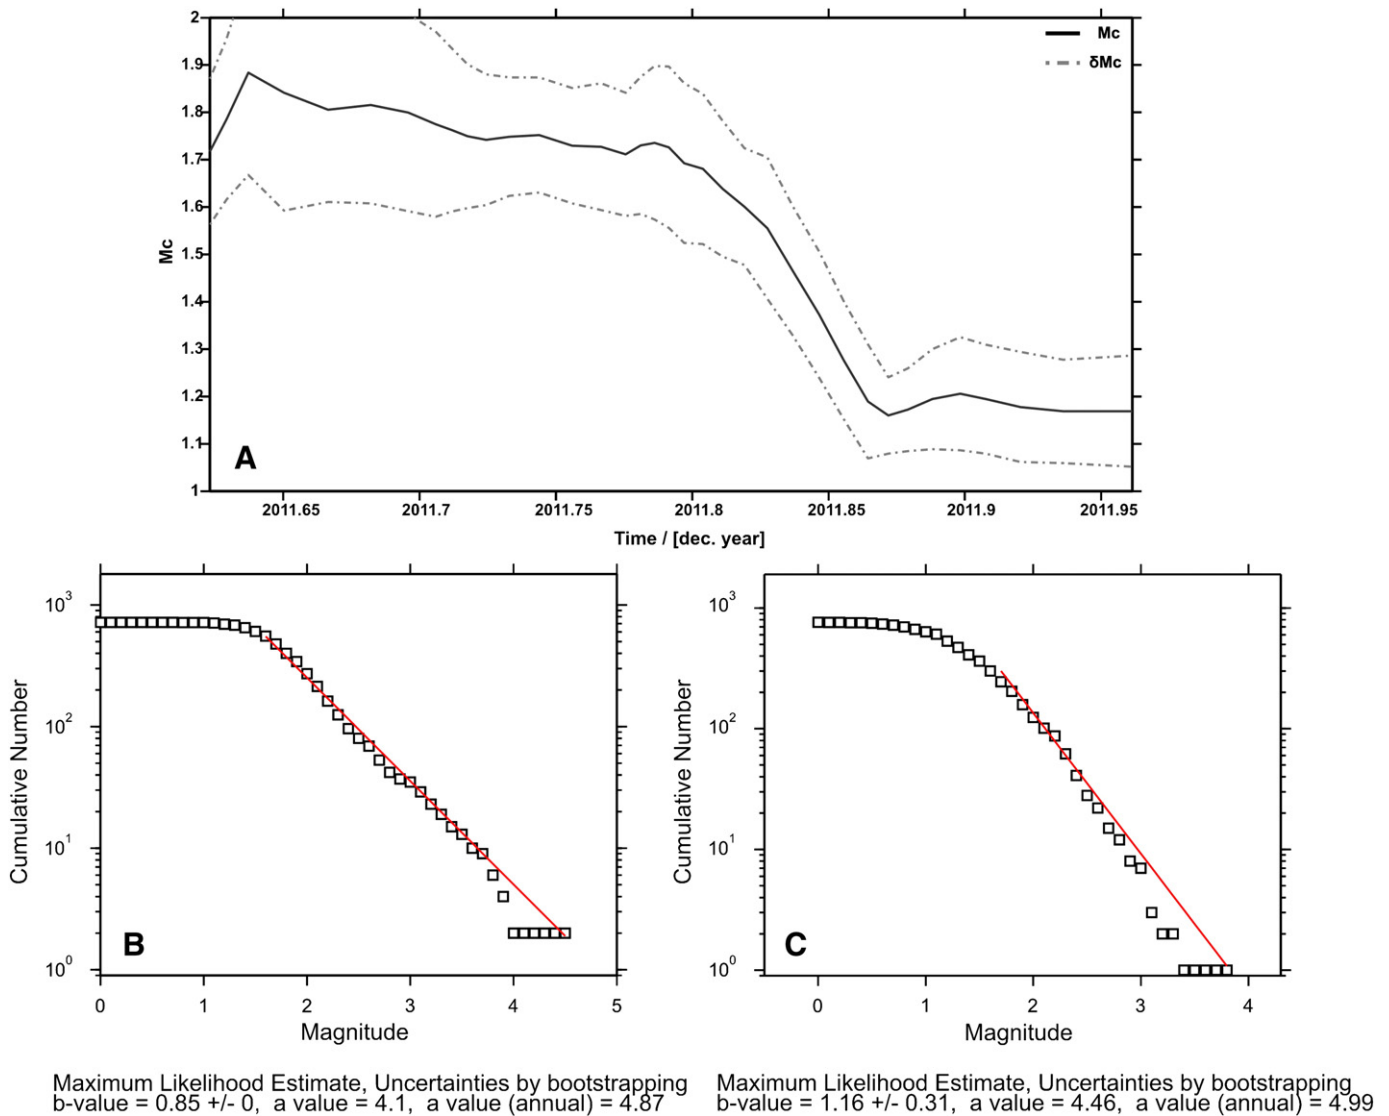 2
1.9
1.8
1.7
1.6
1.5
1.4
1.3
1.2
1.1
1
Mc
Mc
δMc
A
2011.65 2011.7 2011.75 2011.8 2011.85 2011.9 2011.95
Time / [dec. year]
10³
10²
10¹
10⁰
Cumulative Number
B
0 1 2 3 4 5
Magnitude
Maximum Likelihood Estimate, Uncertainties by bootstrapping
b-value = 0.85 +/- 0, a value = 4.1, a value (annual) = 4.87
10³
10²
10¹
10⁰
Cumulative Number
C
0 1 2 3 4
Magnitude
Maximum Likelihood Estimate, Uncertainties by bootstrapping
b-value = 1.16 +/- 0.31, a value = 4.46, a value (annual) = 4.99